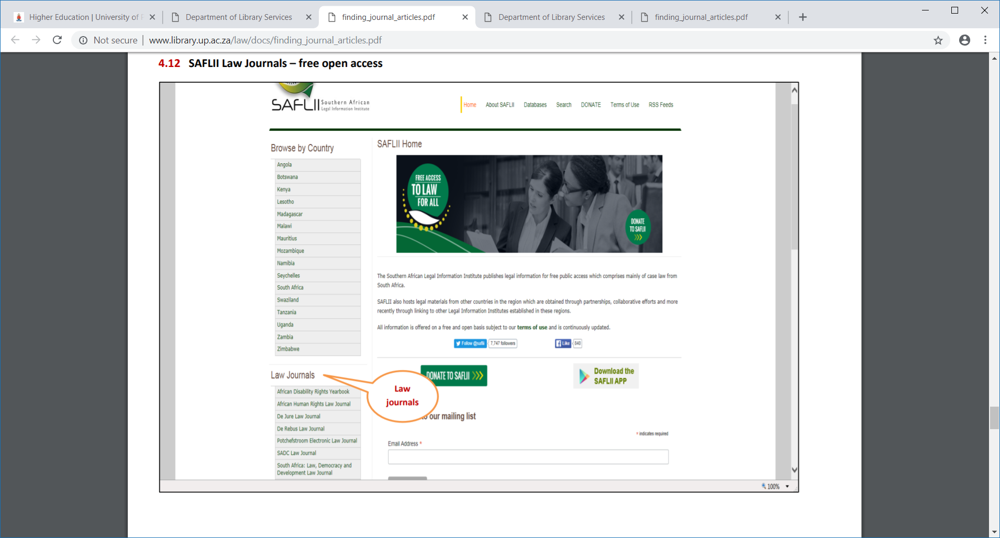 Higher Education | University of P
Department of Library Services
finding_journal_articles.pdf
Department of Library Services
finding_journal_articles.pdf
Not secure
www.library.up.ac.za/law/docs/finding_journal_articles.pdf
4.12 SAFLII Law Journals – free open access
SAFLII Southern African
Legal Information Institute
Home About SAFLII Databases Search DONATE Terms of Use RSS Feeds
Browse by Country
Angola
Botswana
Kenya
Lesotho
Madagascar
Malawi
Mauritius
Mozambique
Namibia
Seychelles
South Africa
Swaziland
Tanzania
Uganda
Zambia
Zimbabwe
Law Journals
African Disability Rights Yearbook
African Human Rights Law Journal
De Jure Law Journal
De Rebus Law Journal
Potchefstroom Electronic Law Journal
SADC Law Journal
South Africa: Law, Democracy and
Development Law Journal
SAFLII Home
FREE ACCESS
TO LAW
FOR ALL
DONATE
TO SAFLII
>>>
The Southern African Legal Information Institute publishes legal information for free public access which comprises mainly of case law from
South Africa.
SAFLII also hosts legal materials from other countries in the region which are obtained through partnerships, collaborative efforts and more
recently through linking to other Legal Information Institutes established in these regions.
All information is offered on a free and open basis subject to our terms of use and is continuously updated.
Follow @saflii 7,747 followers
Like 840
DONATE TO SAFLII >>>
Download the
SAFLII APP
Law
journals
to our mailing list
* indicates required
Email Address *
100%